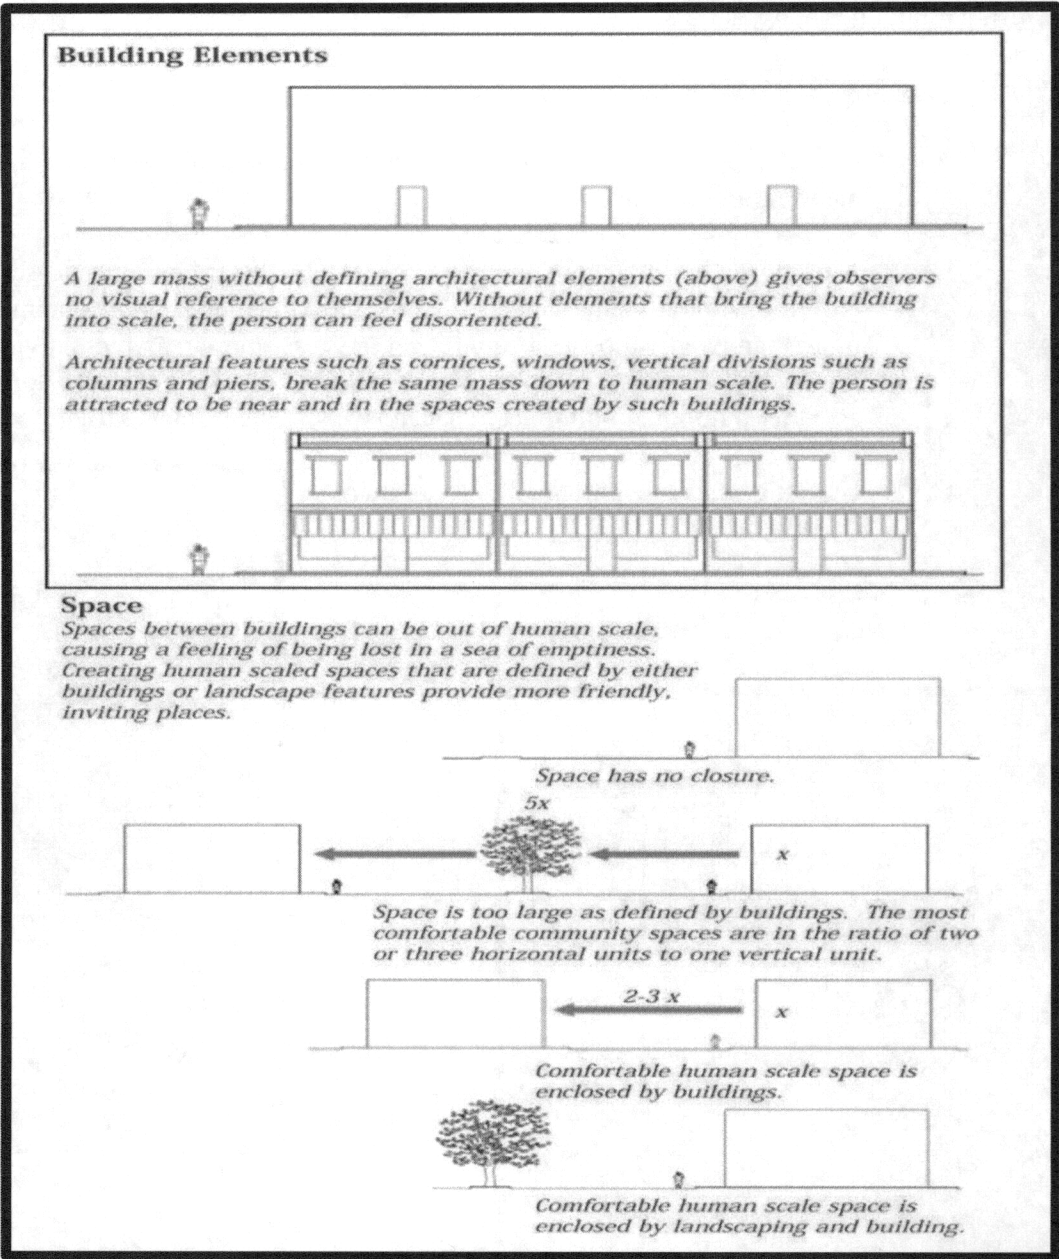 Building Elements
A large mass without defining architectural elements (above) gives observers
no visual reference to themselves. Without elements that bring the building
into scale, the person can feel disoriented.
Architectural features such as cornices, windows, vertical divisions such as
columns and piers, break the same mass down to human scale. The person is
attracted to be near and in the spaces created by such buildings.
Space
Spaces between buildings can be out of human scale,
causing a feeling of being lost in a sea of emptiness.
Creating human scaled spaces that are defined by either
buildings or landscape features provide more friendly,
inviting places.
Space has no closure.
5x
x
Space is too large as defined by buildings. The most
comfortable community spaces are in the ratio of two
or three horizontal units to one vertical unit.
2-3 x
x
Comfortable human scale space is
enclosed by buildings.
Comfortable human scale space is
enclosed by landscaping and building.